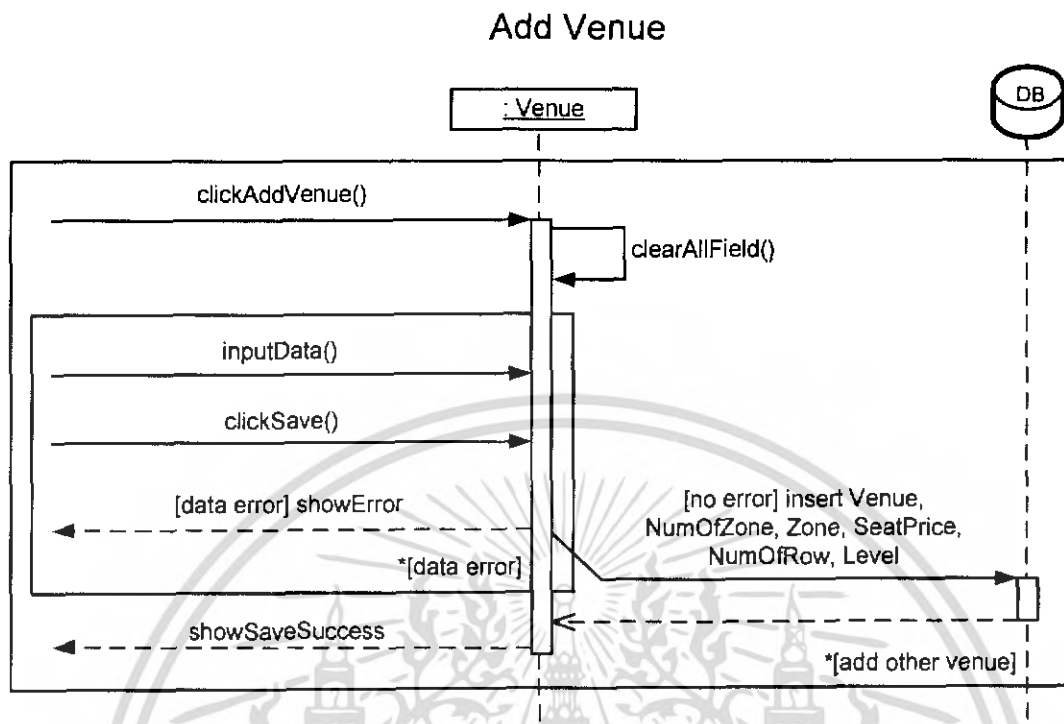 Add Venue
: Venue
DB
clickAddVenue()
clearAllField()
inputData()
clickSave()
[data error] showError
[no error] insert Venue,
NumOfZone, Zone, SeatPrice,
NumOfRow, Level
*[data error]
showSaveSuccess
*[add other venue]